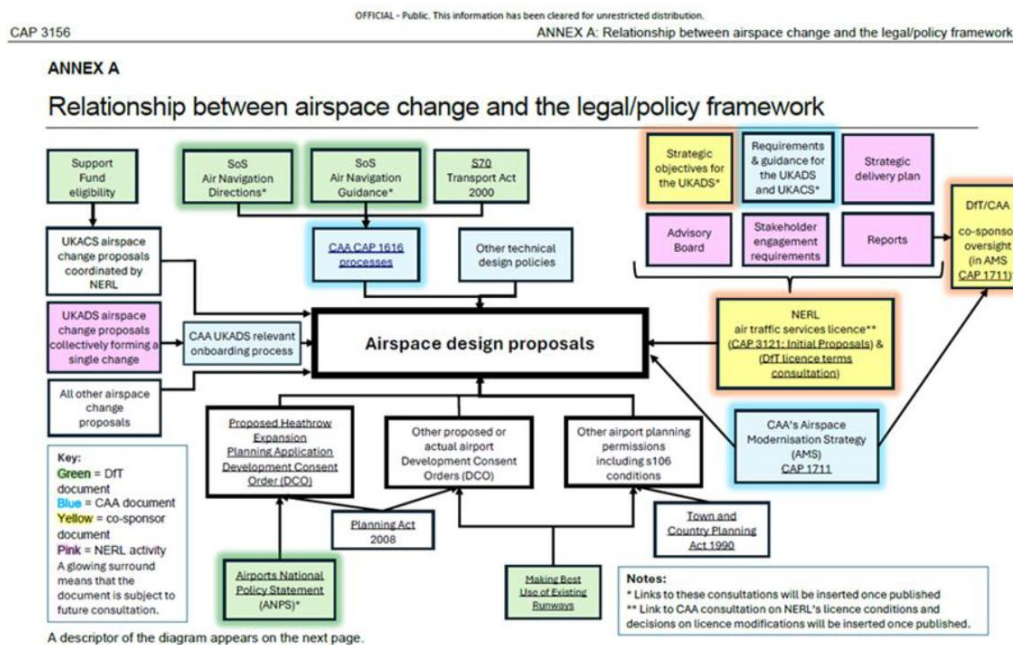 OFFICIAL - Public. This information has been cleared for unrestricted distribution.
CAP 3156
ANNEX A: Relationship between airspace change and the legal/policy framework
ANNEX A
Relationship between airspace change and the legal/policy framework
Support
Fund
eligibility
SoS
Air Navigation
Directions*
SoS
Air Navigation
Guidance*
S70
Transport Act
2000
Strategic
objectives for
the UKADS*
Requirements
& guidance for
the UKADS
and UKACS*
Strategic
delivery plan
DfT/CAA
co-sponsor
oversight
(in AMS
CAP 1711)
UKACS airspace
change proposals
coordinated by
NERL
CAA CAP 1616
processes
Other technical
design policies
Advisory
Board
Stakeholder
engagement
requirements
Reports
UKADS airspace
change proposals
collectively forming a
single change
CAA UKADS relevant
onboarding process
Airspace design proposals
NERL
air traffic services licence**
(CAP 3121: Initial Proposals) &
(DfT licence terms
consultation)
All other airspace
change
proposals
Proposed Heathrow
Expansion
Planning Application
Development Consent
Order (DCO)
Other proposed or
actual airport
Development Consent
Orders (DCO)
Other airport planning
permissions
including s106
conditions
CAA's Airspace
Modernisation Strategy
(AMS)
CAP 1711
Key:
Green = DfT
document
Blue = CAA document
Yellow = co-sponsor
document
Pink = NERL activity
A glowing surround
means that the
document is subject to
future consultation.
Planning Act
2008
Town and
Country Planning
Act 1990
Airports National
Policy Statement
(ANPS)*
Making Best
Use of Existing
Runways
Notes:
* Links to these consultations will be inserted once published
** Link to CAA consultation on NERL's licence conditions and
decisions on licence modifications will be inserted once published.
A descriptor of the diagram appears on the next page.